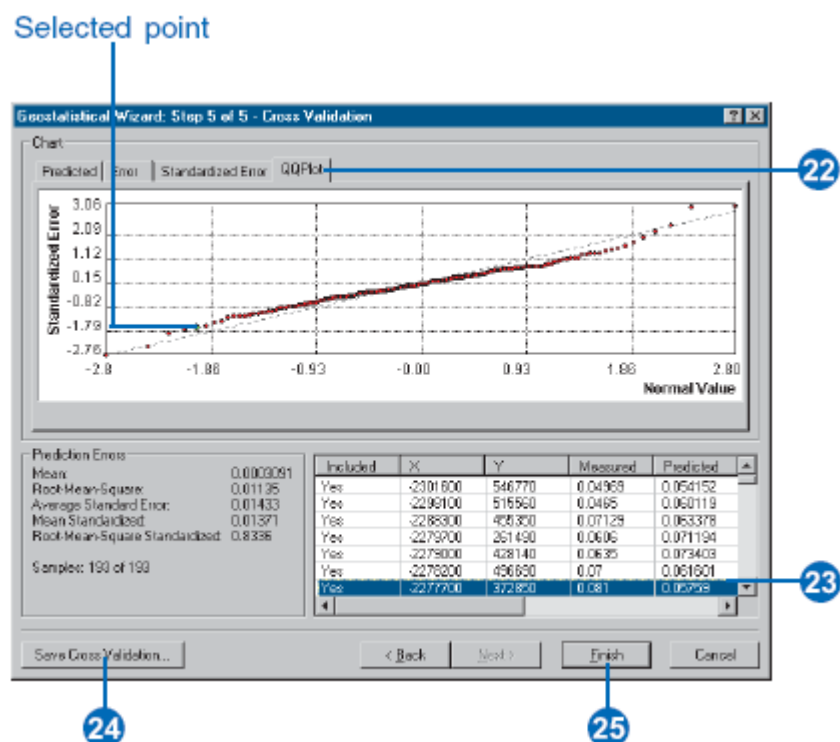 Selected point
Geostatistical Wizard: Step 5 of 5 - Cross Validation
Chart
Predicted Error Standardized Error QQPlot
22
Standardized Error
3.06
2.09
1.12
0.15
-0.82
-1.79
-2.76
-2.8 -1.86 -0.93 -0.00 0.93 1.86 2.80
Normal Value
Prediction Errors
Mean: 0.0003091
Root-Mean-Square: 0.01135
Average Standard Error: 0.01433
Mean Standardized: 0.01371
Root-Mean-Square Standardized: 0.8336
Samples: 193 of 193
Included X Y Measured Predicted
Yes -2301600 546770 0.04969 0.054152
Yes -2298100 515560 0.0465 0.060119
Yes -2288300 455350 0.07129 0.063378
Yes -2279700 261490 0.0606 0.071194
Yes -2279000 428140 0.0635 0.073403
Yes -2278200 496690 0.07 0.061601
Yes -2277700 372850 0.081 0.05759
23
Save Cross Validation...
< Back
Next >
Finish
Cancel
24
25